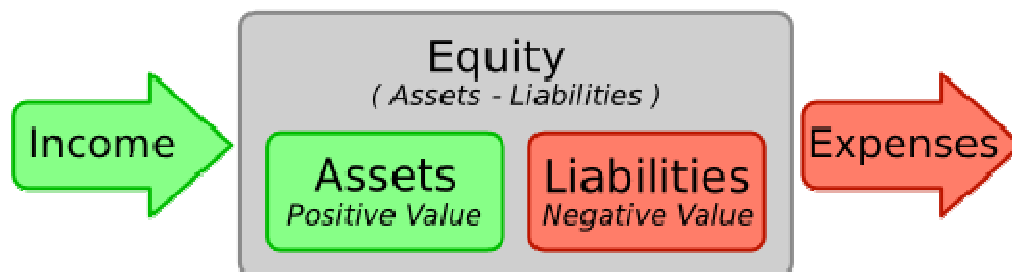 Income
Equity
( Assets - Liabilities )
Assets
Positive Value
Liabilities
Negative Value
Expenses